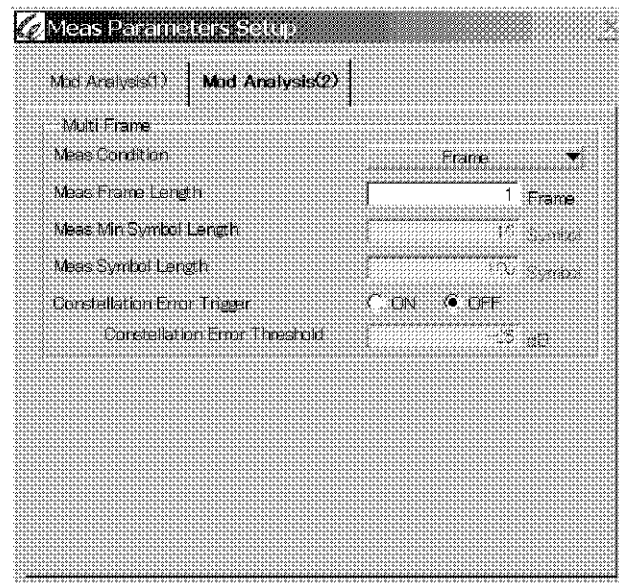 Meas Parameters Setup
Mod Analysis(1) Mod Analysis(2)
Multi Frame
Meas Condition Frame
Meas Frame Length 1 Frame
Meas Min Symbol Length Symbol
Meas Symbol Length Symbol
Constellation Error Trigger ON OFF
Constellation Error Threshold dB